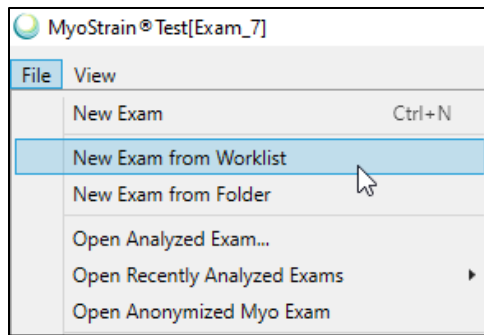 MyoStrain® Test[Exam_7]
File View
New Exam Ctrl+N
New Exam from Worklist
New Exam from Folder
Open Analyzed Exam...
Open Recently Analyzed Exams
Open Anonymized Myo Exam